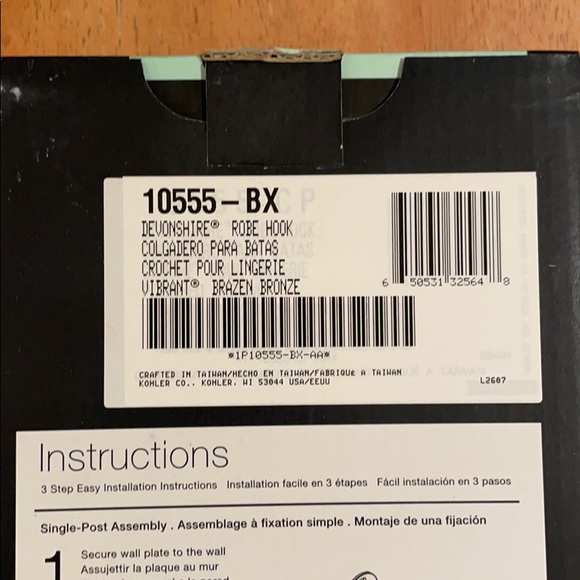 10555-BX
DEVONSHIRE® ROBE HOOK
COLGADERO PARA BATAS
CROCHET POUR LINGERIE
VIBRANT® BRAZEN BRONZE
6 50531 32564 8
*1P10555-BX-AA*
CRAFTED IN TAIWAN/HECHO EN TAIWAN/FABRIQUé A TAIWAN
KOHLER CO., KOHLER, WI 53044 USA/EEUU
L2607
Instructions
3 Step Easy Installation Instructions Installation facile en 3 étapes Fácil instalación en 3 pasos
Single-Post Assembly . Assemblage à fixation simple . Montaje de una fijación
1 Secure wall plate to the wall
Assujettir la plaque au mur